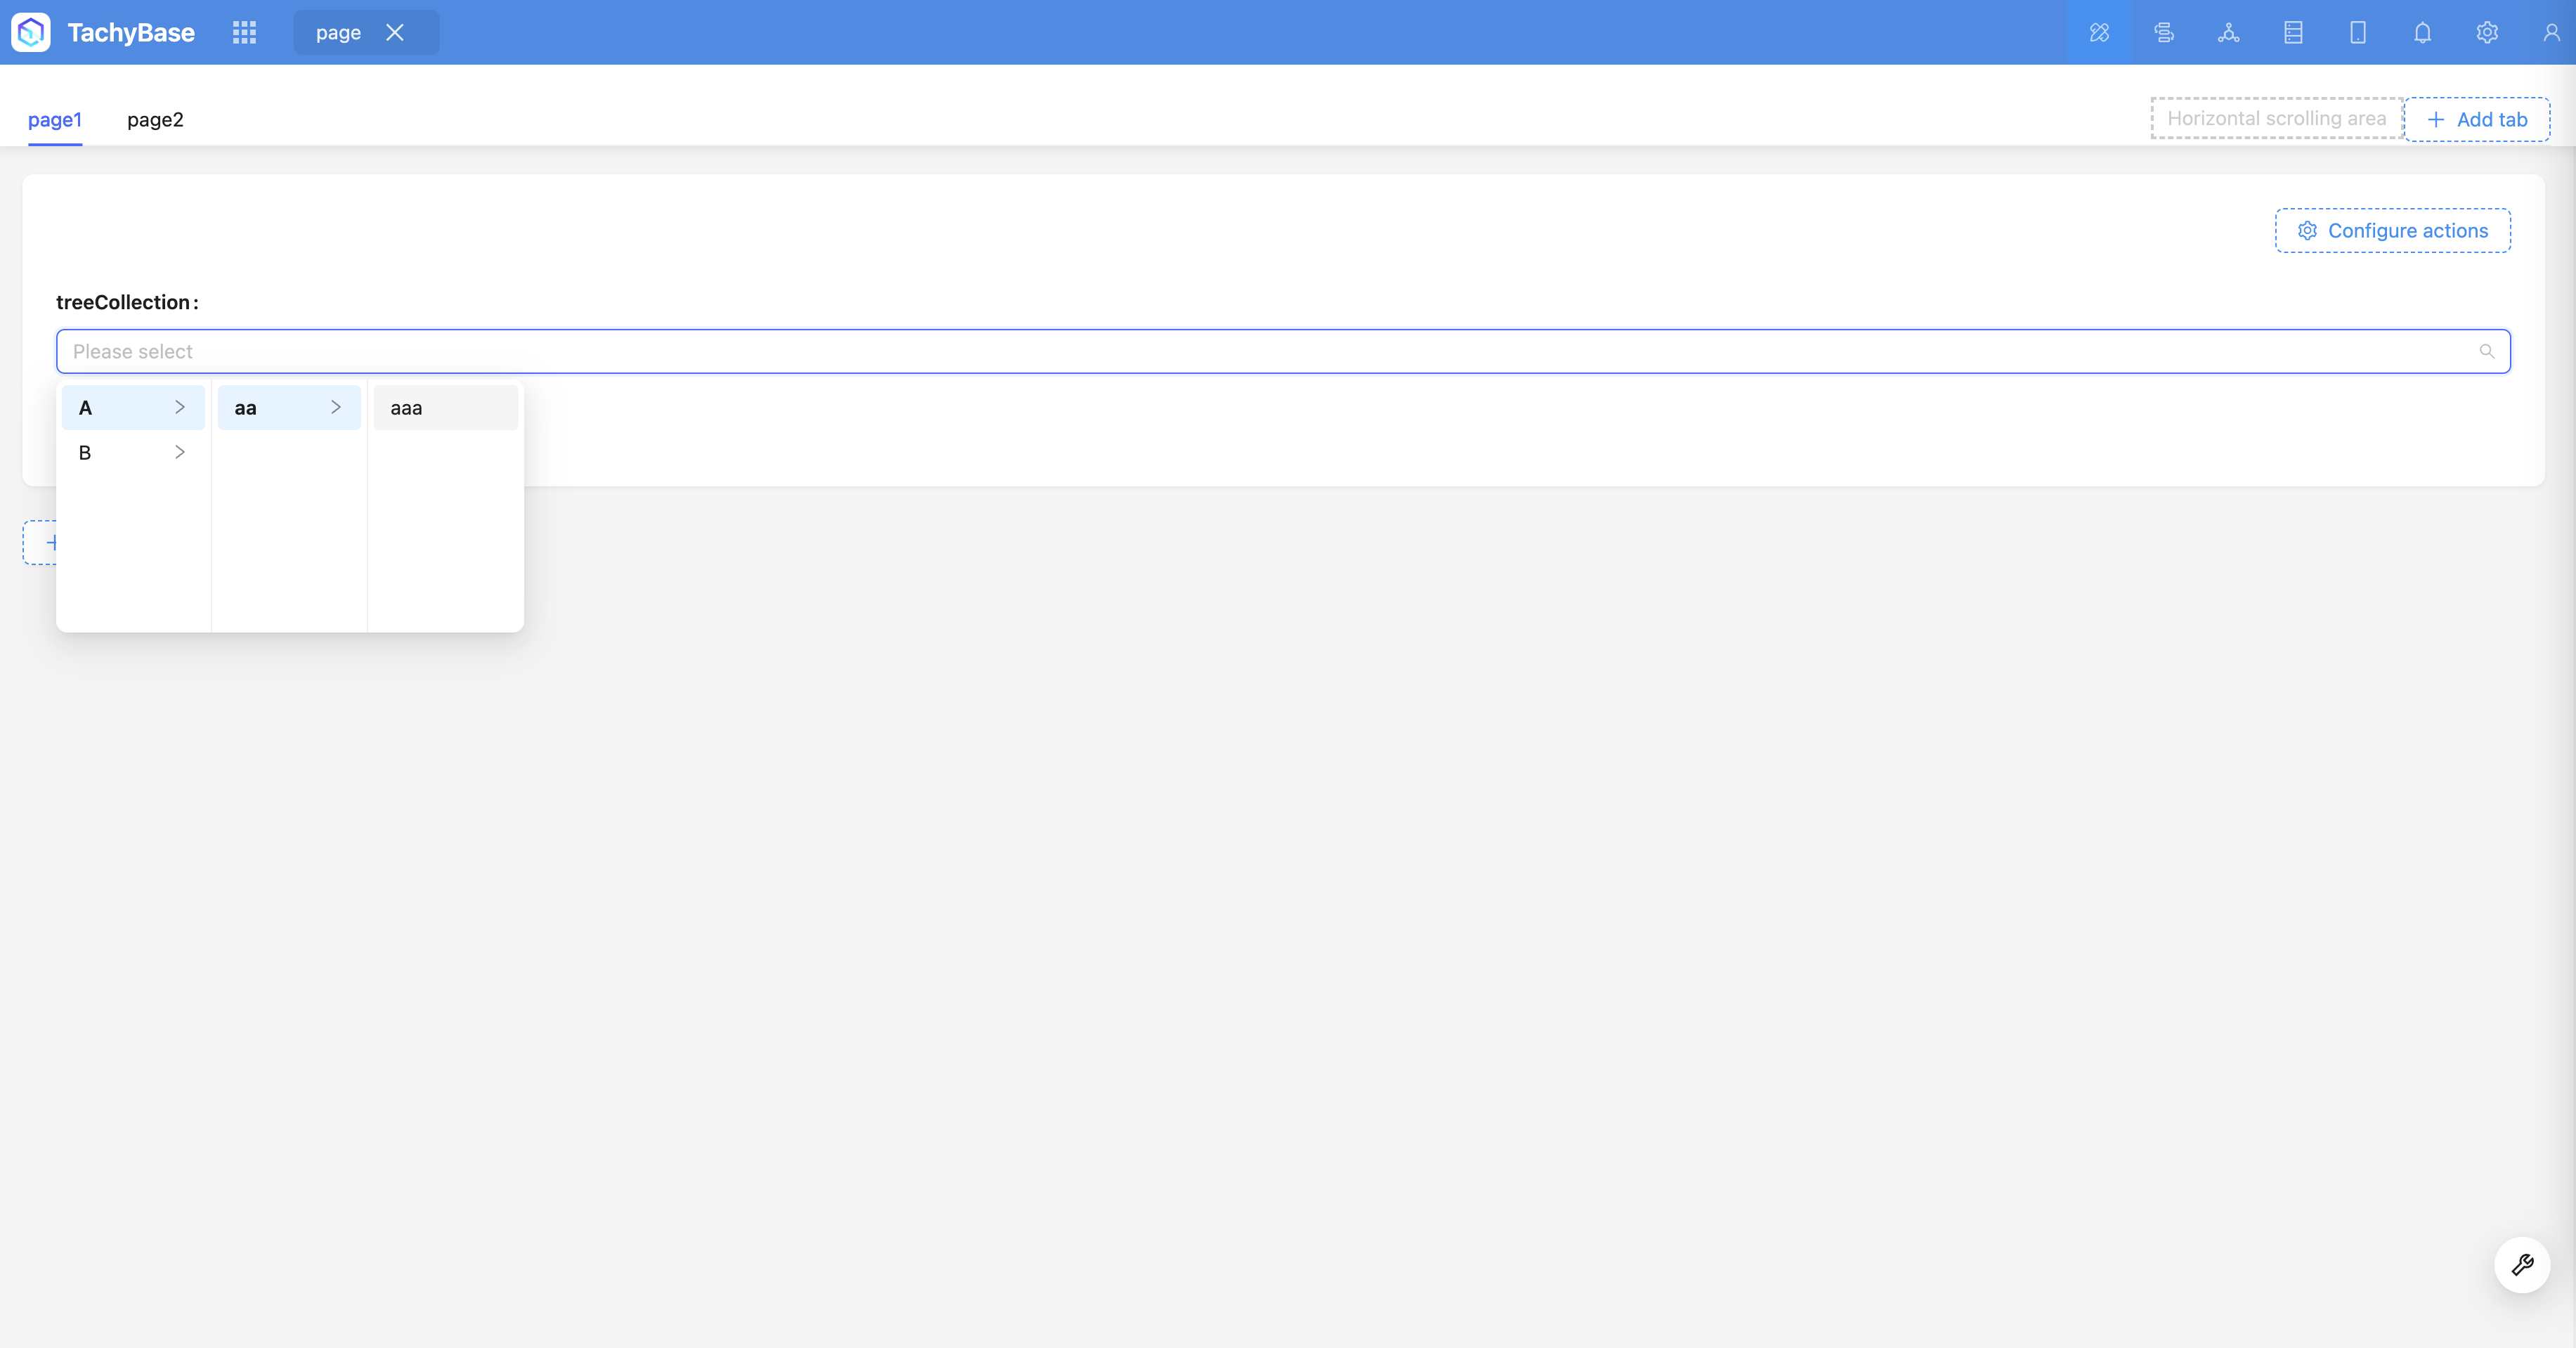 TachyBase
page
page1
page2
Horizontal scrolling area
Add tab
Configure actions
treeCollection:
Please select
A
aa
aaa
B